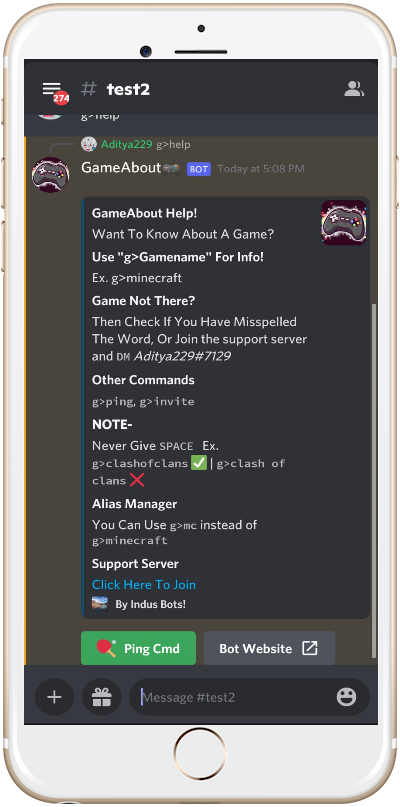 274
# test2
g>help
Aditya229 g>help
GameAbout🎮 BOT Today at 5:08 PM
GameAbout Help!
Want To Know About A Game?
Use "g>Gamename" For Info!
Ex. g>minecraft
Game Not There?
Then Check If You Have Misspelled
The Word, Or Join the support server
and DM Aditya229#7129
Other Commands
g>ping, g>invite
NOTE-
Never Give SPACE Ex.
g>clashofclans ✅ | g>clash of
clans ❌
Alias Manager
You Can Use g>mc instead of
g>minecraft
Support Server
Click Here To Join
By Indus Bots!
Ping Cmd
Bot Website
Message #test2